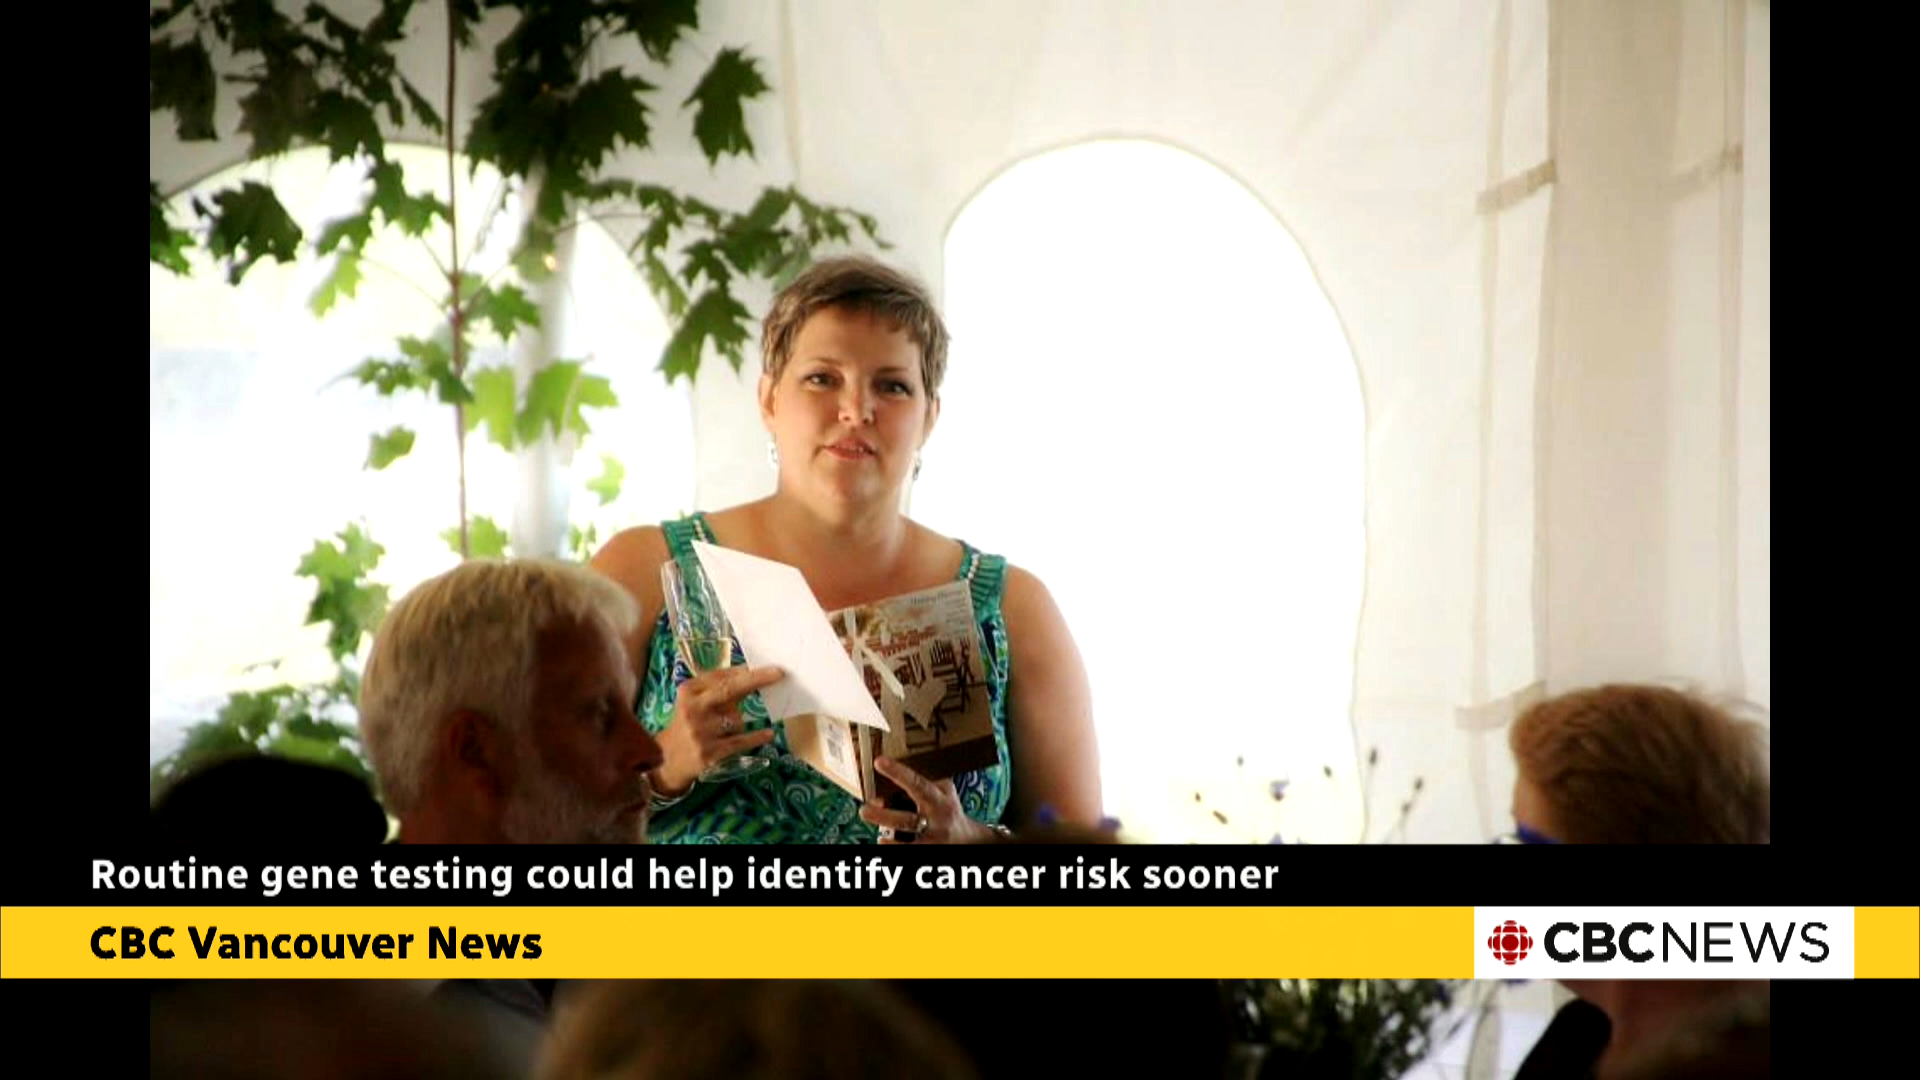 Routine gene testing could help identify cancer risk sooner
CBC Vancouver News
CBCNEWS